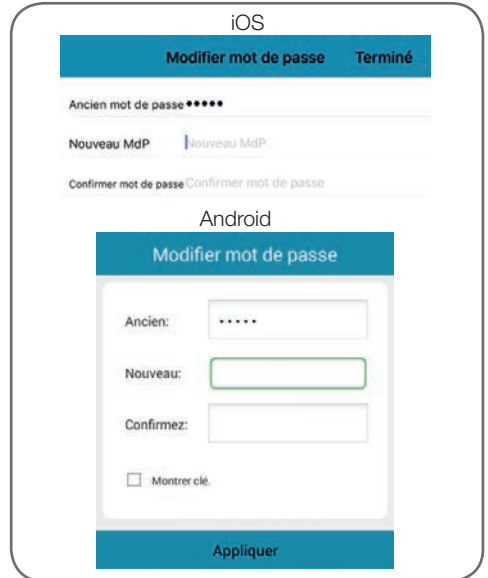 iOS
Modifier mot de passe Terminé
Ancien mot de passe •••••
Nouveau MdP Nouveau MdP
Confirmer mot de passe Confirmer mot de passe
Android
Modifier mot de passe
Ancien: •••••
Nouveau:
Confirmez:
Montrer clé.
Appliquer